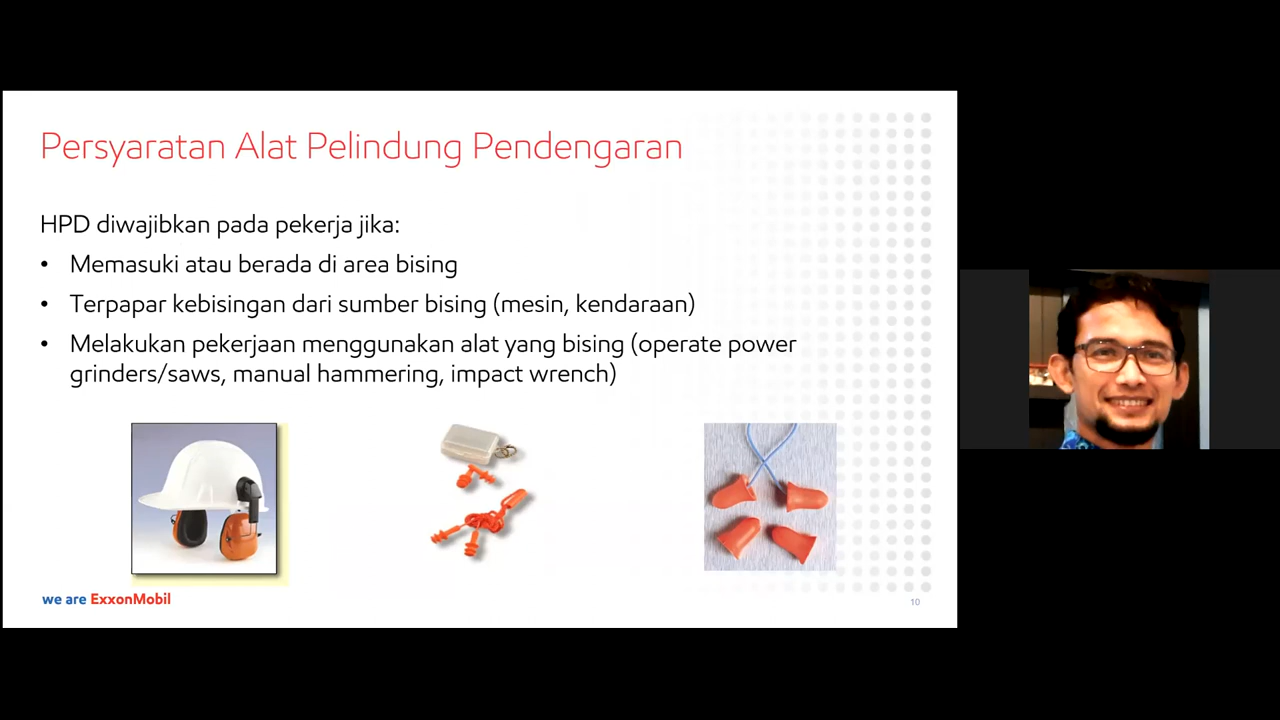 Persyaratan Alat Pelindung Pendengaran
HPD diwajibkan pada pekerja jika:
• Memasuki atau berada di area bising
• Terpapar kebisingan dari sumber bising (mesin, kendaraan)
• Melakukan pekerjaan menggunakan alat yang bising (operate power
grinders/saws, manual hammering, impact wrench)
we are ExxonMobil
10